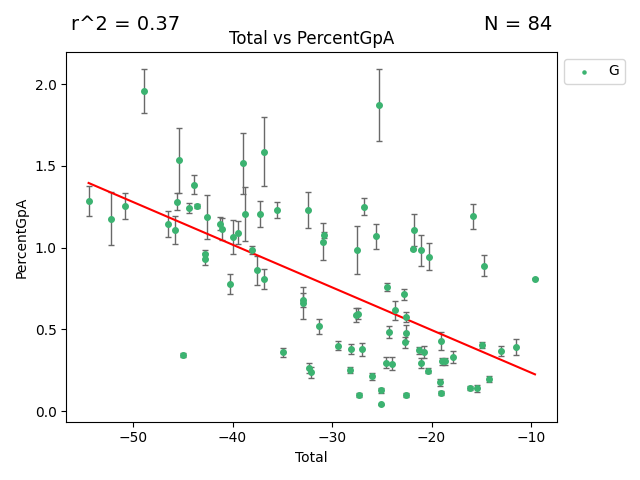 r^2 = 0.37
N = 84
Total vs PercentGpA
G
2.0
1.5
1.0
0.5
0.0
PercentGpA
−50
−40
−30
−20
−10
Total